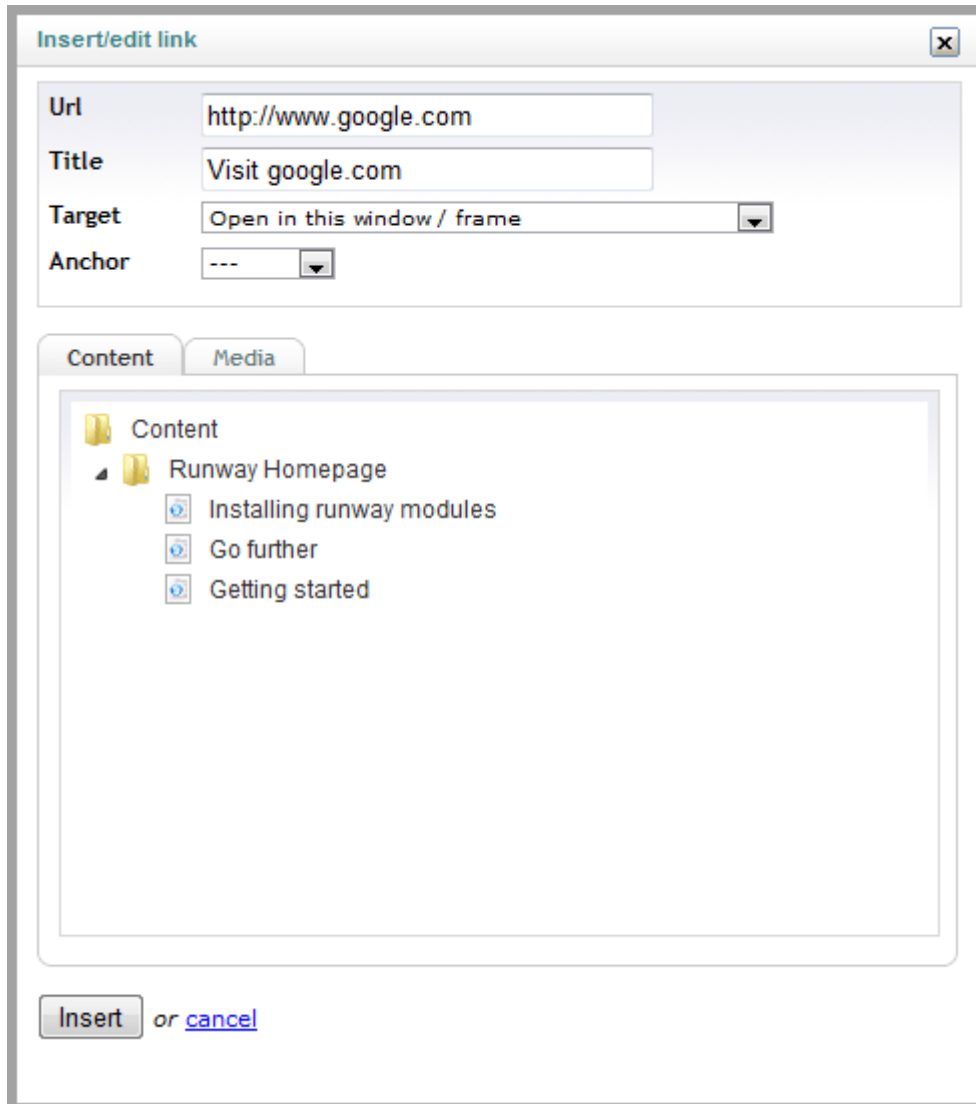 Insert/edit link
Url http://www.google.com
Title Visit google.com
Target Open in this window / frame
Anchor ---
Content Media
Content
Runway Homepage
Installing runway modules
Go further
Getting started
Insert or cancel